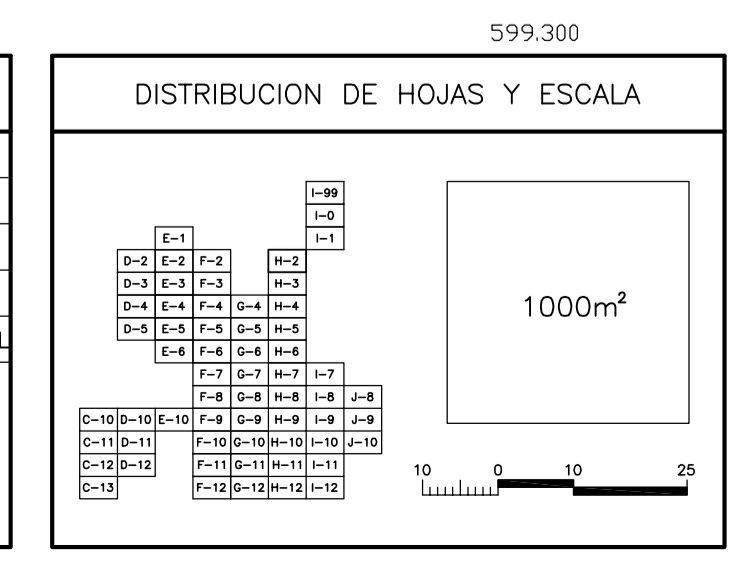 599.300
DISTRIBUCION DE HOJAS Y ESCALA
I-99
I-0
E-1 I-1
D-2 E-2 F-2 H-2
D-3 E-3 F-3 H-3
D-4 E-4 F-4 G-4 H-4
D-5 E-5 F-5 G-5 H-5
E-6 F-6 G-6 H-6
F-7 G-7 H-7 I-7
F-8 G-8 H-8 I-8 J-8
C-10 D-10 E-10 F-9 G-9 H-9 I-9 J-9
C-11 D-11 F-10 G-10 H-10 I-10 J-10
C-12 D-12 F-11 G-11 H-11 I-11
C-13 F-12 G-12 H-12 I-12
1000m²
10 0 10 25